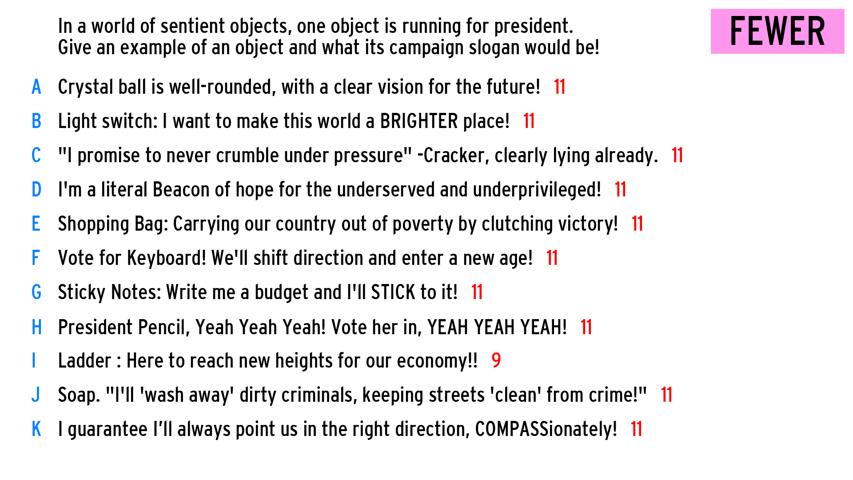 In a world of sentient objects, one object is running for president.
Give an example of an object and what its campaign slogan would be!
FEWER
A Crystal ball is well-rounded, with a clear vision for the future! 11
B Light switch: I want to make this world a BRIGHTER place! 11
C "I promise to never crumble under pressure" -Cracker, clearly lying already. 11
D I'm a literal Beacon of hope for the underserved and underprivileged! 11
E Shopping Bag: Carrying our country out of poverty by clutching victory! 11
F Vote for Keyboard! We'll shift direction and enter a new age! 11
G Sticky Notes: Write me a budget and I'll STICK to it! 11
H President Pencil, Yeah Yeah Yeah! Vote her in, YEAH YEAH YEAH! 11
I Ladder : Here to reach new heights for our economy!! 9
J Soap. "I'll 'wash away' dirty criminals, keeping streets 'clean' from crime!" 11
K I guarantee I’ll always point us in the right direction, COMPASSionately! 11